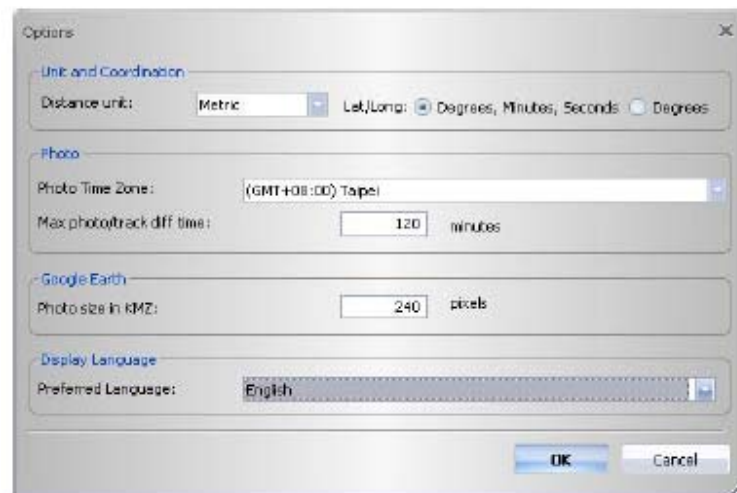 Options
Unit and Coordination
Distance unit: Metric Lat/Long: Degrees, Minutes, Seconds Degrees
Photo
Photo Time Zone: (GMT+08:00) Taipei
Max photo/track diff time: 120 minutes
Google Earth
Photo size in KMZ: 240 pixels
Display Language
Preferred Language: English
OK Cancel